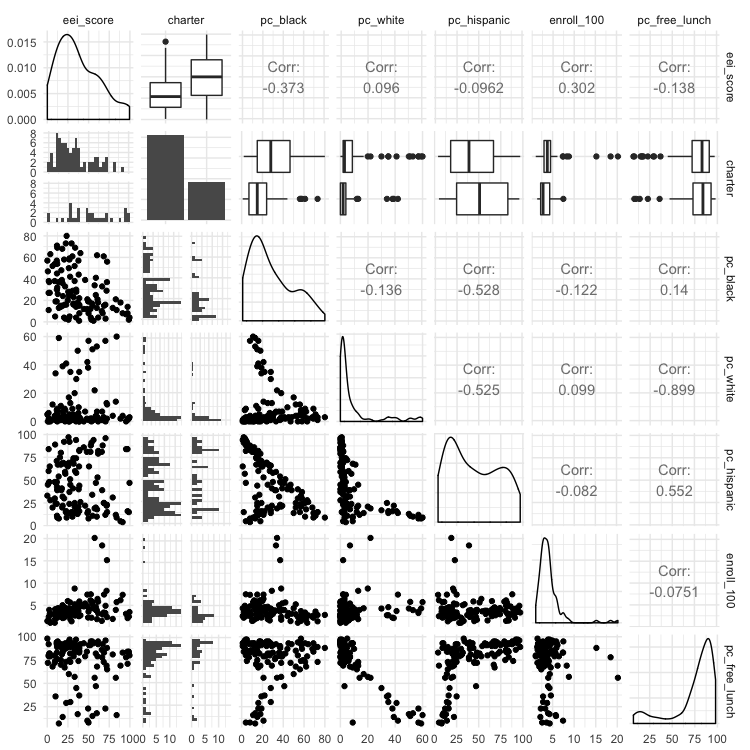 eei_score charter pc_black pc_white pc_hispanic enroll_100 pc_free_lunch
0.015
0.010
0.005
0.000
Corr:
-0.373
Corr:
0.096
Corr:
-0.0962
Corr:
0.302
Corr:
-0.138
eei_score
8
6
4
2
0
8
6
4
2
0
charter
80
60
40
20
0
Corr:
-0.136
Corr:
-0.528
Corr:
-0.122
Corr:
0.14
pc_black
60
40
20
0
Corr:
-0.525
Corr:
0.099
Corr:
-0.899
pc_white
100
75
50
25
0
Corr:
-0.082
Corr:
0.552
pc_hispanic
20
15
10
5
Corr:
-0.0751
enroll_100
100
75
50
25
pc_free_lunch
0 25 50 75 100 0 5 10 0 5 10 0 20 40 60 80 0 20 40 60 0 25 50 75 100 5 10 15 20 25 50 75 100